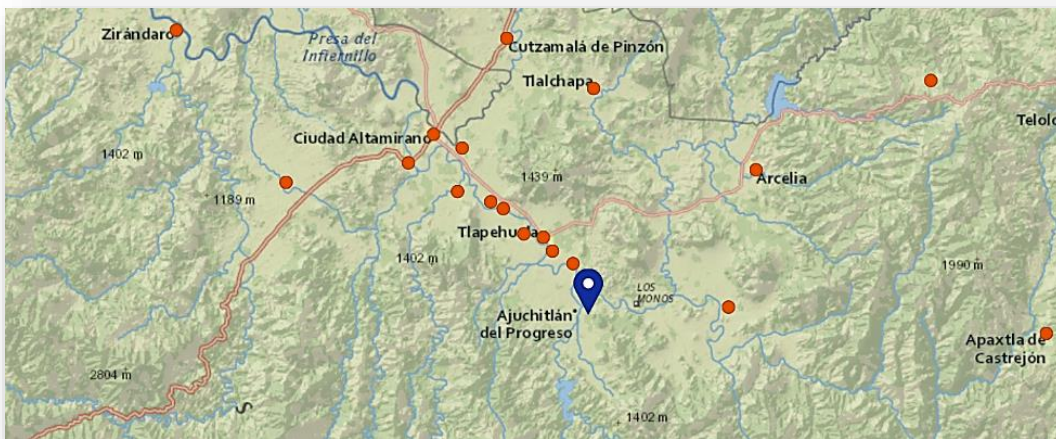 Zirándaro
Presa del
Infiernillo
Cutzamalá de Pinzón
Tlalchapa
Ciudad Altamirano
Telolo
1402 m
1439 m
Arcelia
1189 m
Tlapehuala
1402 m
1990 m
LOS
MONOS
Ajuchitlán
del Progreso
Apaxtla de
Castrejón
2804 m
1402 m
S